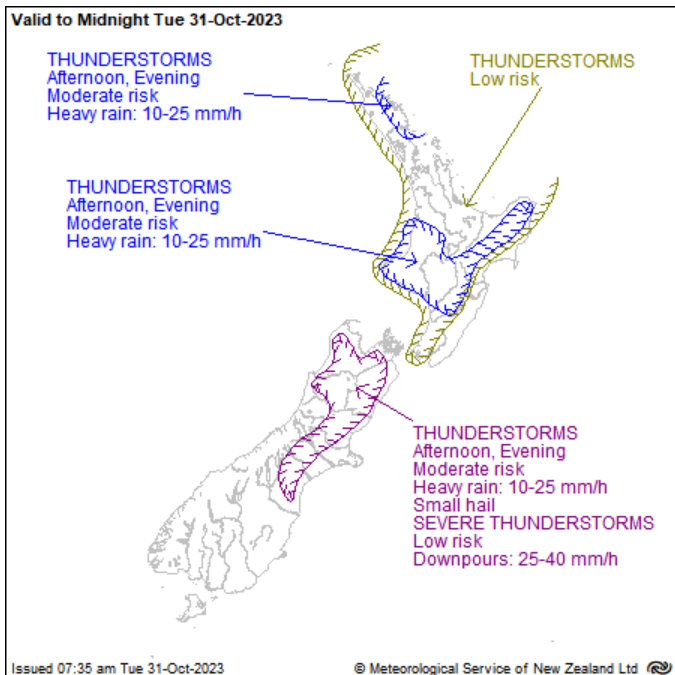 Valid to Midnight Tue 31-Oct-2023
THUNDERSTORMS
Afternoon, Evening
Moderate risk
Heavy rain: 10-25 mm/h
THUNDERSTORMS
Low risk
THUNDERSTORMS
Afternoon, Evening
Moderate risk
Heavy rain: 10-25 mm/h
THUNDERSTORMS
Afternoon, Evening
Moderate risk
Heavy rain: 10-25 mm/h
Small hail
SEVERE THUNDERSTORMS
Low risk
Downpours: 25-40 mm/h
Issued 07:35 am Tue 31-Oct-2023
© Meteorological Service of New Zealand Ltd